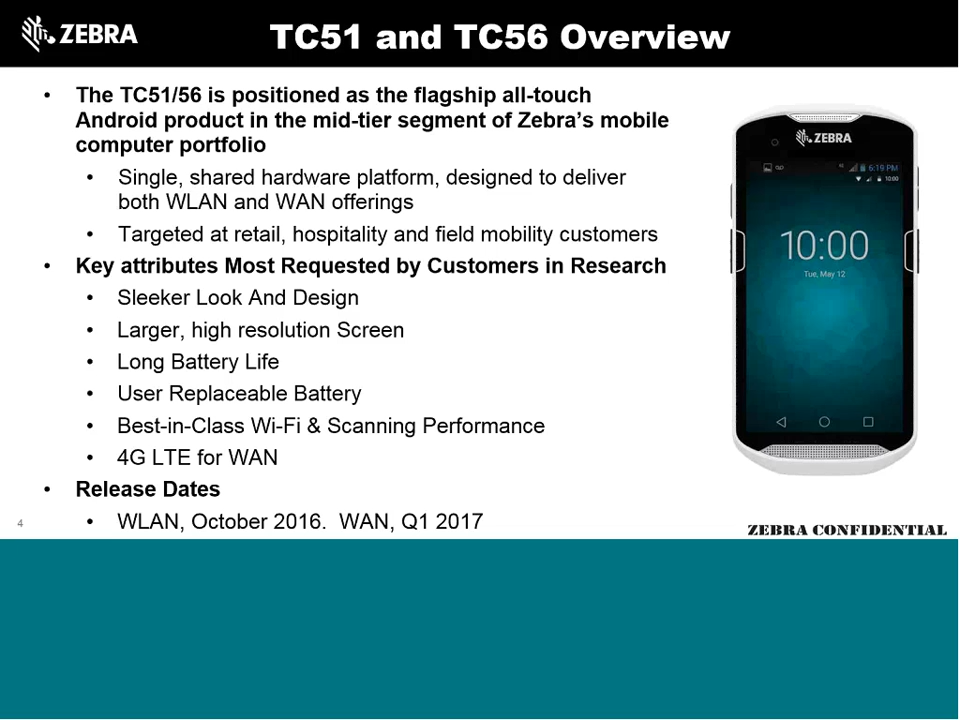 ZEBRA
TC51 and TC56 Overview
• The TC51/56 is positioned as the flagship all-touch
Android product in the mid-tier segment of Zebra's mobile
computer portfolio
• Single, shared hardware platform, designed to deliver
both WLAN and WAN offerings
• Targeted at retail, hospitality and field mobility customers
• Key attributes Most Requested by Customers in Research
• Sleeker Look And Design
• Larger, high resolution Screen
• Long Battery Life
• User Replaceable Battery
• Best-in-Class Wi-Fi & Scanning Performance
• 4G LTE for WAN
• Release Dates
• WLAN, October 2016. WAN, Q1 2017
ZEBRA
6:19 PM
10:00
10:00
Tue, May 12
4
ZEBRA CONFIDENTIAL